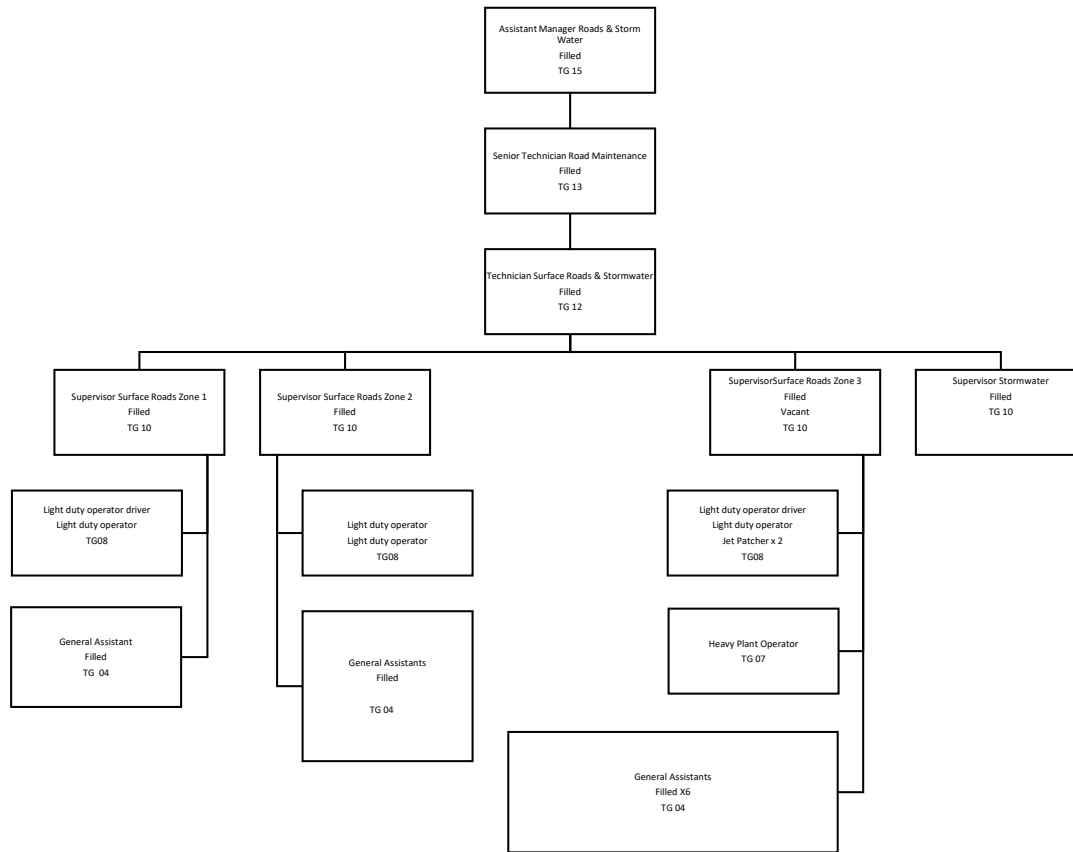 Assistant Manager Roads & Storm
Water
Filled
TG 15
Senior Technician Road Maintenance
Filled
TG 13
Technician Surface Roads & Stormwater
Filled
TG 12
Supervisor Surface Roads Zone 1
Filled
TG 10
Supervisor Surface Roads Zone 2
Filled
TG 10
SupervisorSurface Roads Zone 3
Filled
Vacant
TG 10
Supervisor Stormwater
Filled
TG 10
Light duty operator driver
Light duty operator
TG08
Light duty operator
Light duty operator
TG08
Light duty operator driver
Light duty operator
Jet Patcher x 2
TG08
General Assistant
Filled
TG 04
General Assistants
Filled
TG 04
Heavy Plant Operator
TG 07
General Assistants
Filled X6
TG 04